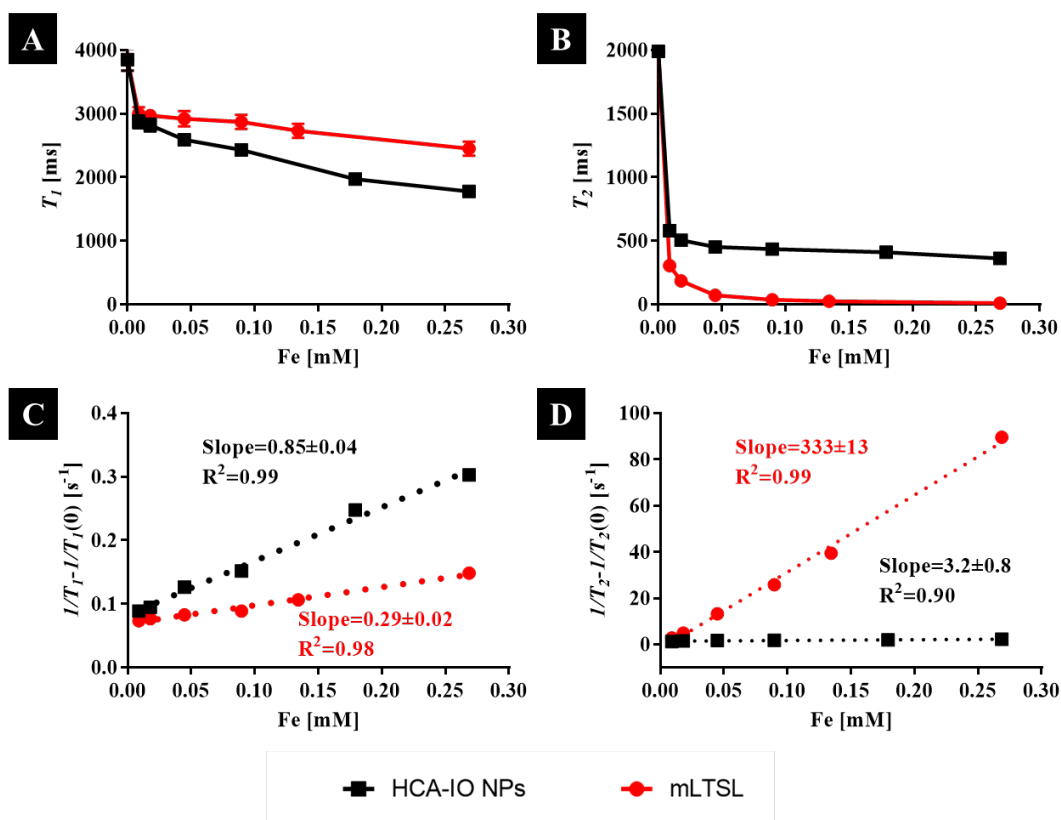 A
4000
3000
2000
1000
0
T1 [ms]
0.00 0.05 0.10 0.15 0.20 0.25 0.30
Fe [mM]
B
2000
1500
1000
500
0
T2 [ms]
0.00 0.05 0.10 0.15 0.20 0.25 0.30
Fe [mM]
C
0.4
0.3
0.2
0.1
0.0
1/T1-1/T1(0) [s-1]
Slope=0.85±0.04
R2=0.99
Slope=0.29±0.02
R2=0.98
0.00 0.05 0.10 0.15 0.20 0.25 0.30
Fe [mM]
D
100
80
60
40
20
0
1/T2-1/T2(0) [s-1]
Slope=333±13
R2=0.99
Slope=3.2±0.8
R2=0.90
0.00 0.05 0.10 0.15 0.20 0.25 0.30
Fe [mM]
HCA-IO NPs
mLTSL